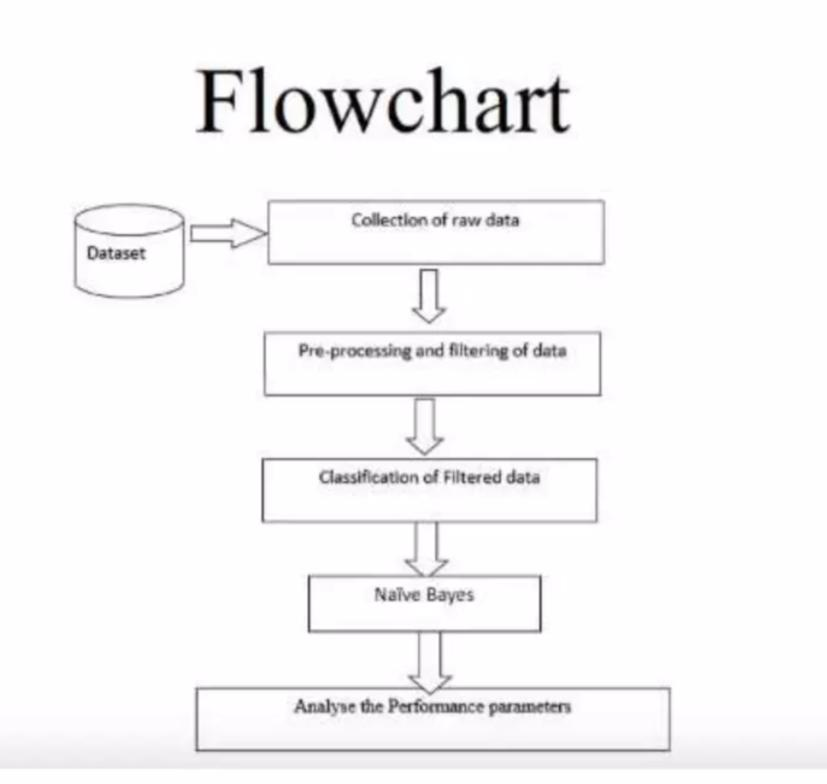 Flowchart
Dataset
Collection of raw data
Pre-processing and filtering of data
Classification of Filtered data
Naïve Bayes
Analyse the Performance parameters